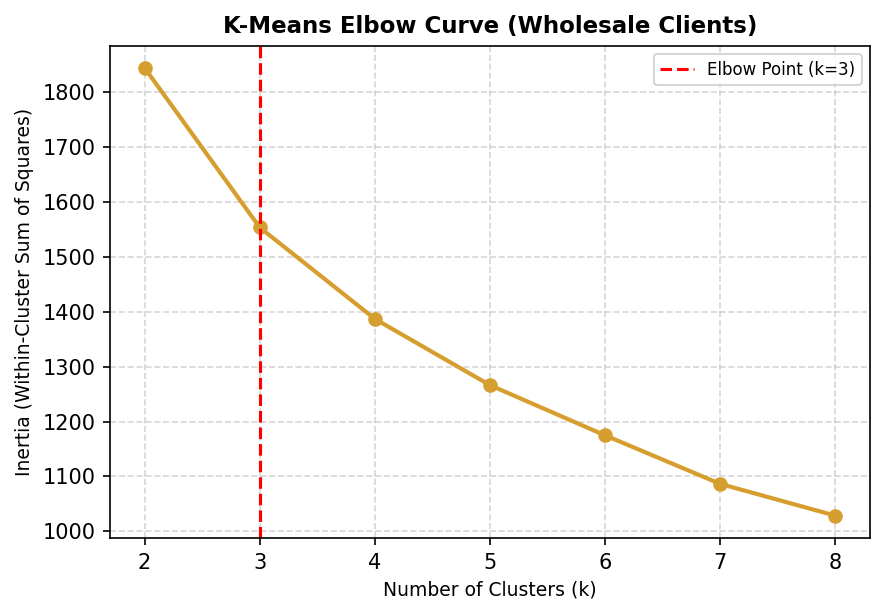 K-Means Elbow Curve (Wholesale Clients)
Elbow Point (k=3)
Inertia (Within-Cluster Sum of Squares)
1800
1700
1600
1500
1400
1300
1200
1100
1000
2 3 4 5 6 7 8
Number of Clusters (k)